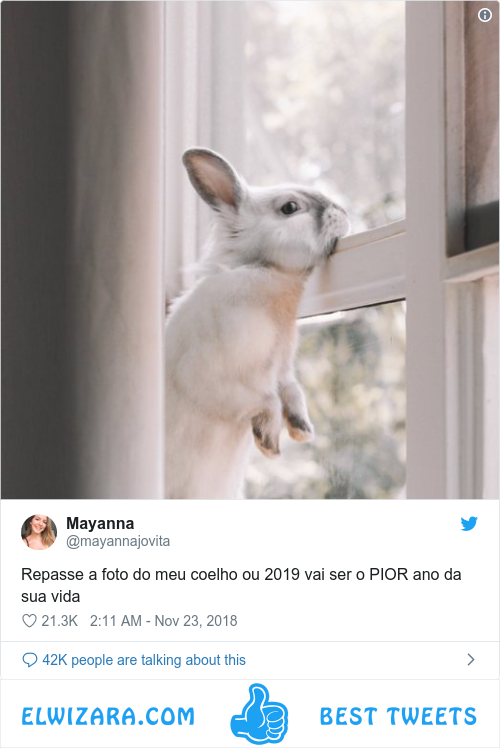 Mayanna
@mayannajovita
Repasse a foto do meu coelho ou 2019 vai ser o PIOR ano da
sua vida
21.3K 2:11 AM - Nov 23, 2018
42K people are talking about this
ELWIZARA.COM BEST TWEETS